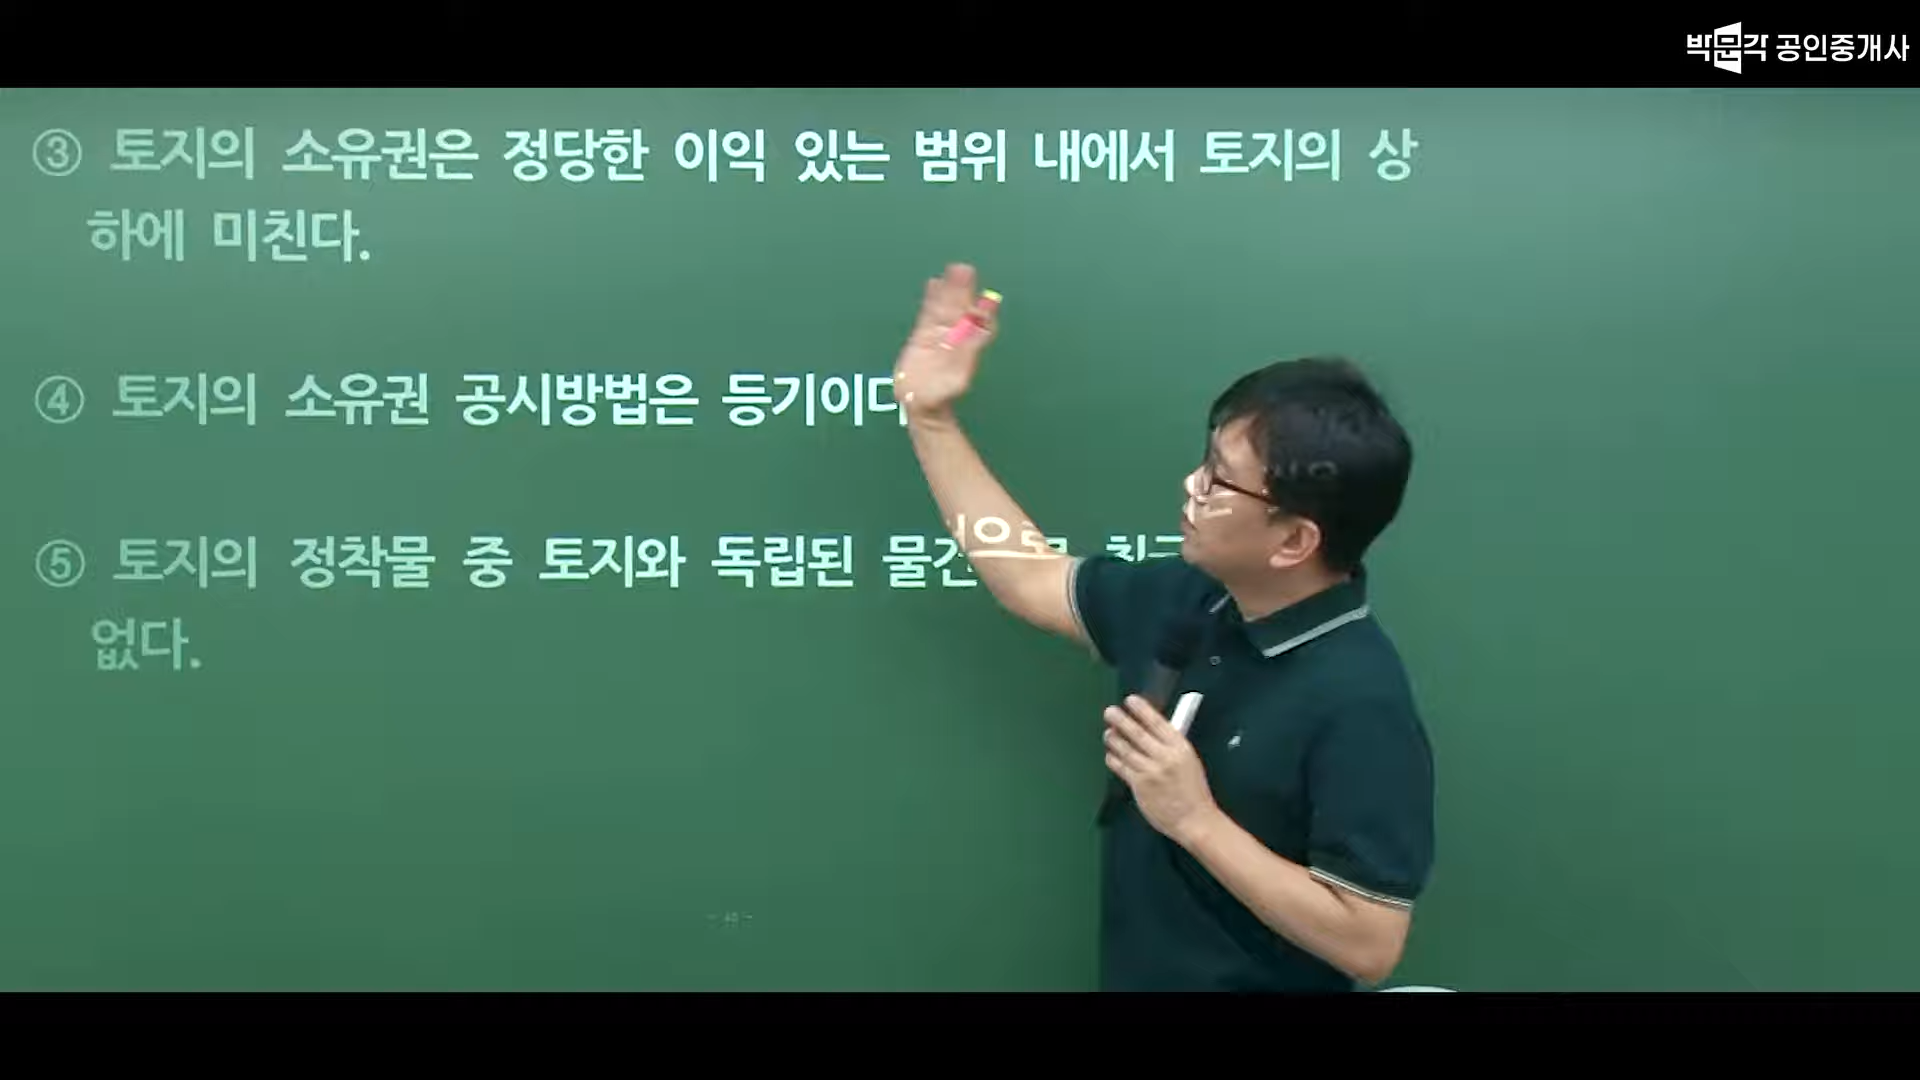 박문각 공인중개사
③ 토지의 소유권은 정당한 이익 있는 범위 내에서 토지의 상
하에 미친다.
④ 토지의 소유권 공시방법은 등기이다
⑤ 토지의 정착물 중 토지와 독립된 물건으로
없다.